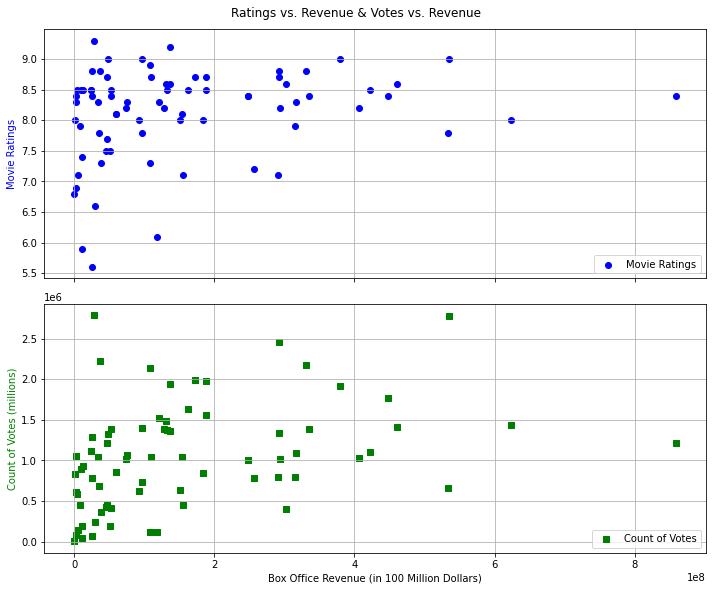 Ratings vs. Revenue & Votes vs. Revenue
9.0
8.5
8.0
7.5
7.0
6.5
6.0
5.5
Movie Ratings
Movie Ratings
1e6
2.5
2.0
1.5
1.0
0.5
0.0
Count of Votes (millions)
Count of Votes
0 2 4 6 8
Box Office Revenue (in 100 Million Dollars)
1e8